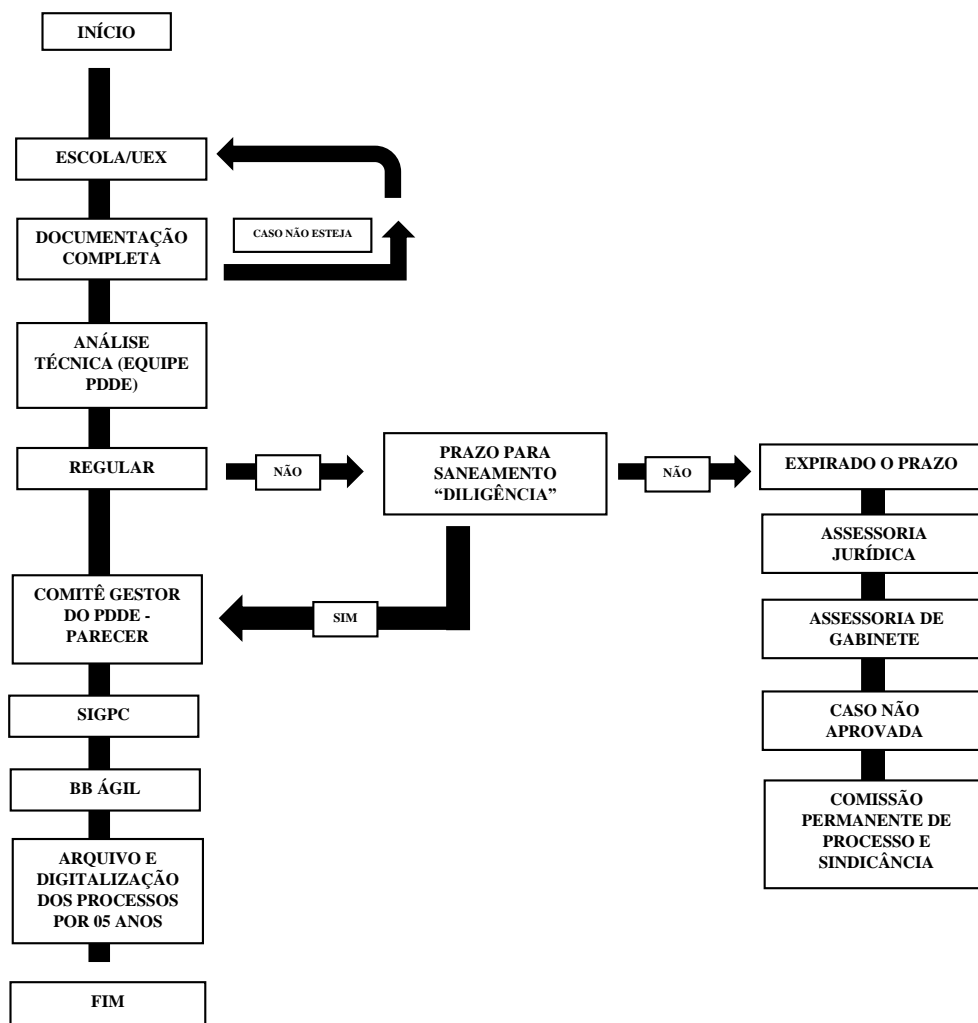 INÍCIO
ESCOLA/UEX
DOCUMENTAÇÃO
COMPLETA
CASO NÃO ESTEJA
ANÁLISE
TÉCNICA (EQUIPE
PDDE)
REGULAR
NÃO
PRAZO PARA
SANEAMENTO
“DILIGÊNCIA”
NÃO
EXPIRADO O PRAZO
ASSESSORIA
JURÍDICA
COMITÊ GESTOR
DO PDDE -
PARECER
SIM
ASSESSORIA DE
GABINETE
SIGPC
CASO NÃO
APROVADA
BB ÁGIL
COMISSÃO
PERMANENTE DE
PROCESSO E
SINDICÂNCIA
ARQUIVO E
DIGITALIZAÇÃO
DOS PROCESSOS
POR 05 ANOS
FIM